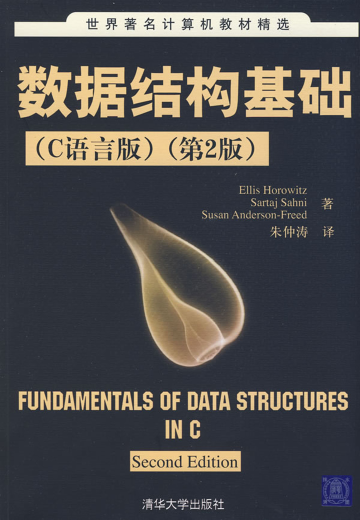 世界著名计算机教材精选
数据结构基础
（C语言版）（第2版）
Ellis Horowitz
Sartaj Sahni 著
Susan Anderson-Freed
朱仲涛 译
FUNDAMENTALS OF DATA STRUCTURES
IN C
Second Edition
清华大学出版社